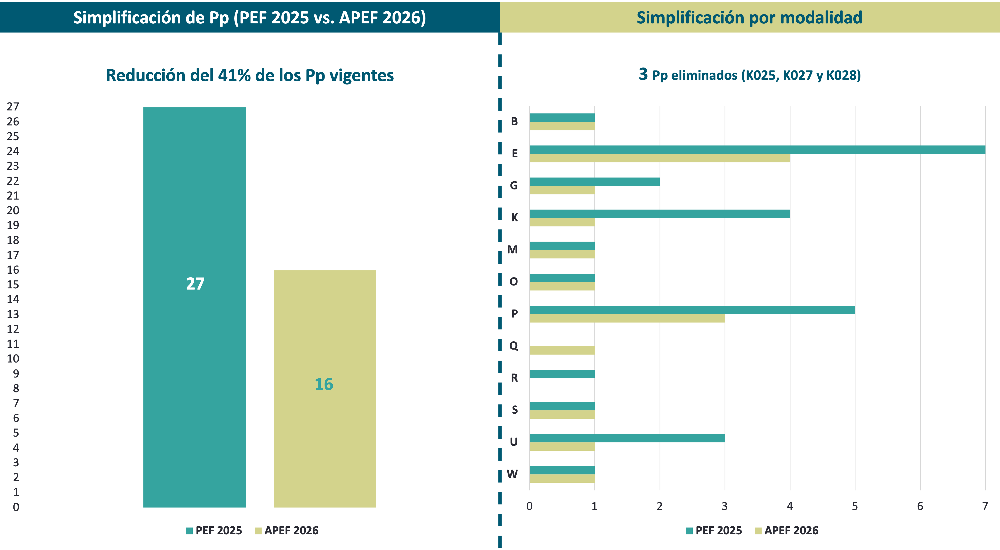 Simplificación de Pp (PEF 2025 vs. APEF 2026)
Reducción del 41% de los Pp vigentes
27
26
25
24
23
22
21
20
19
18
17
16
15
14
13
12
11
10
9
8
7
6
5
4
3
2
1
0
27
16
PEF 2025 APEF 2026
Simplificación por modalidad
3 Pp eliminados (K025, K027 y K028)
B
E
G
K
M
O
P
Q
R
S
U
W
0 1 2 3 4 5 6 7
PEF 2025 APEF 2026